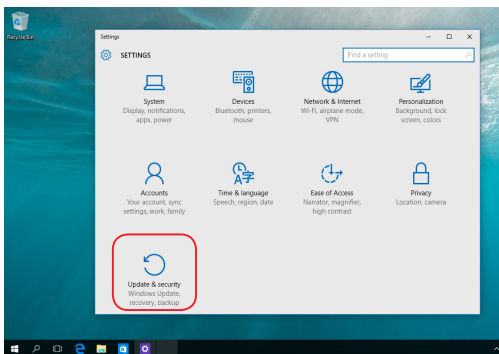 Recycle Bin
Settings
SETTINGS
Find a setting
System
Display, notifications,
apps, power
Devices
Bluetooth, printers,
mouse
Network & Internet
Wi-Fi, airplane mode,
VPN
Personalization
Background, lock
screen, colors
Accounts
Your account, sync
settings, work, family
Time & language
Speech, region, date
Ease of Access
Narrator, magnifier,
high contrast
Privacy
Location, camera
Update & security
Windows Update,
recovery, backup